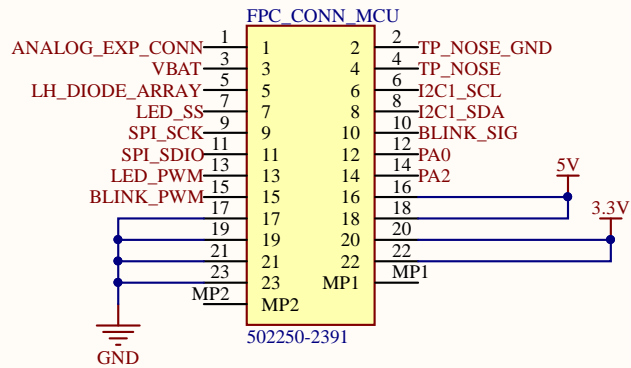 FPC_CONN_MCU
ANALOG_EXP_CONN 1 1 2 2 TP_NOSE_GND
VBAT 3 3 4 4 TP_NOSE
LH_DIODE_ARRAY 5 5 6 6 I2C1_SCL
LED_SS 7 7 8 8 I2C1_SDA
SPI_SCK 9 9 10 10 BLINK_SIG
SPI_SDIO 11 11 12 12 PA0
LED_PWM 13 13 14 14 PA2
5V
BLINK_PWM 15 15 16 16
17 17 18 18
3.3V
19 19 20 20
21 21 22 22
23 23 MP1 MP1
MP2 MP2
502250-2391
GND